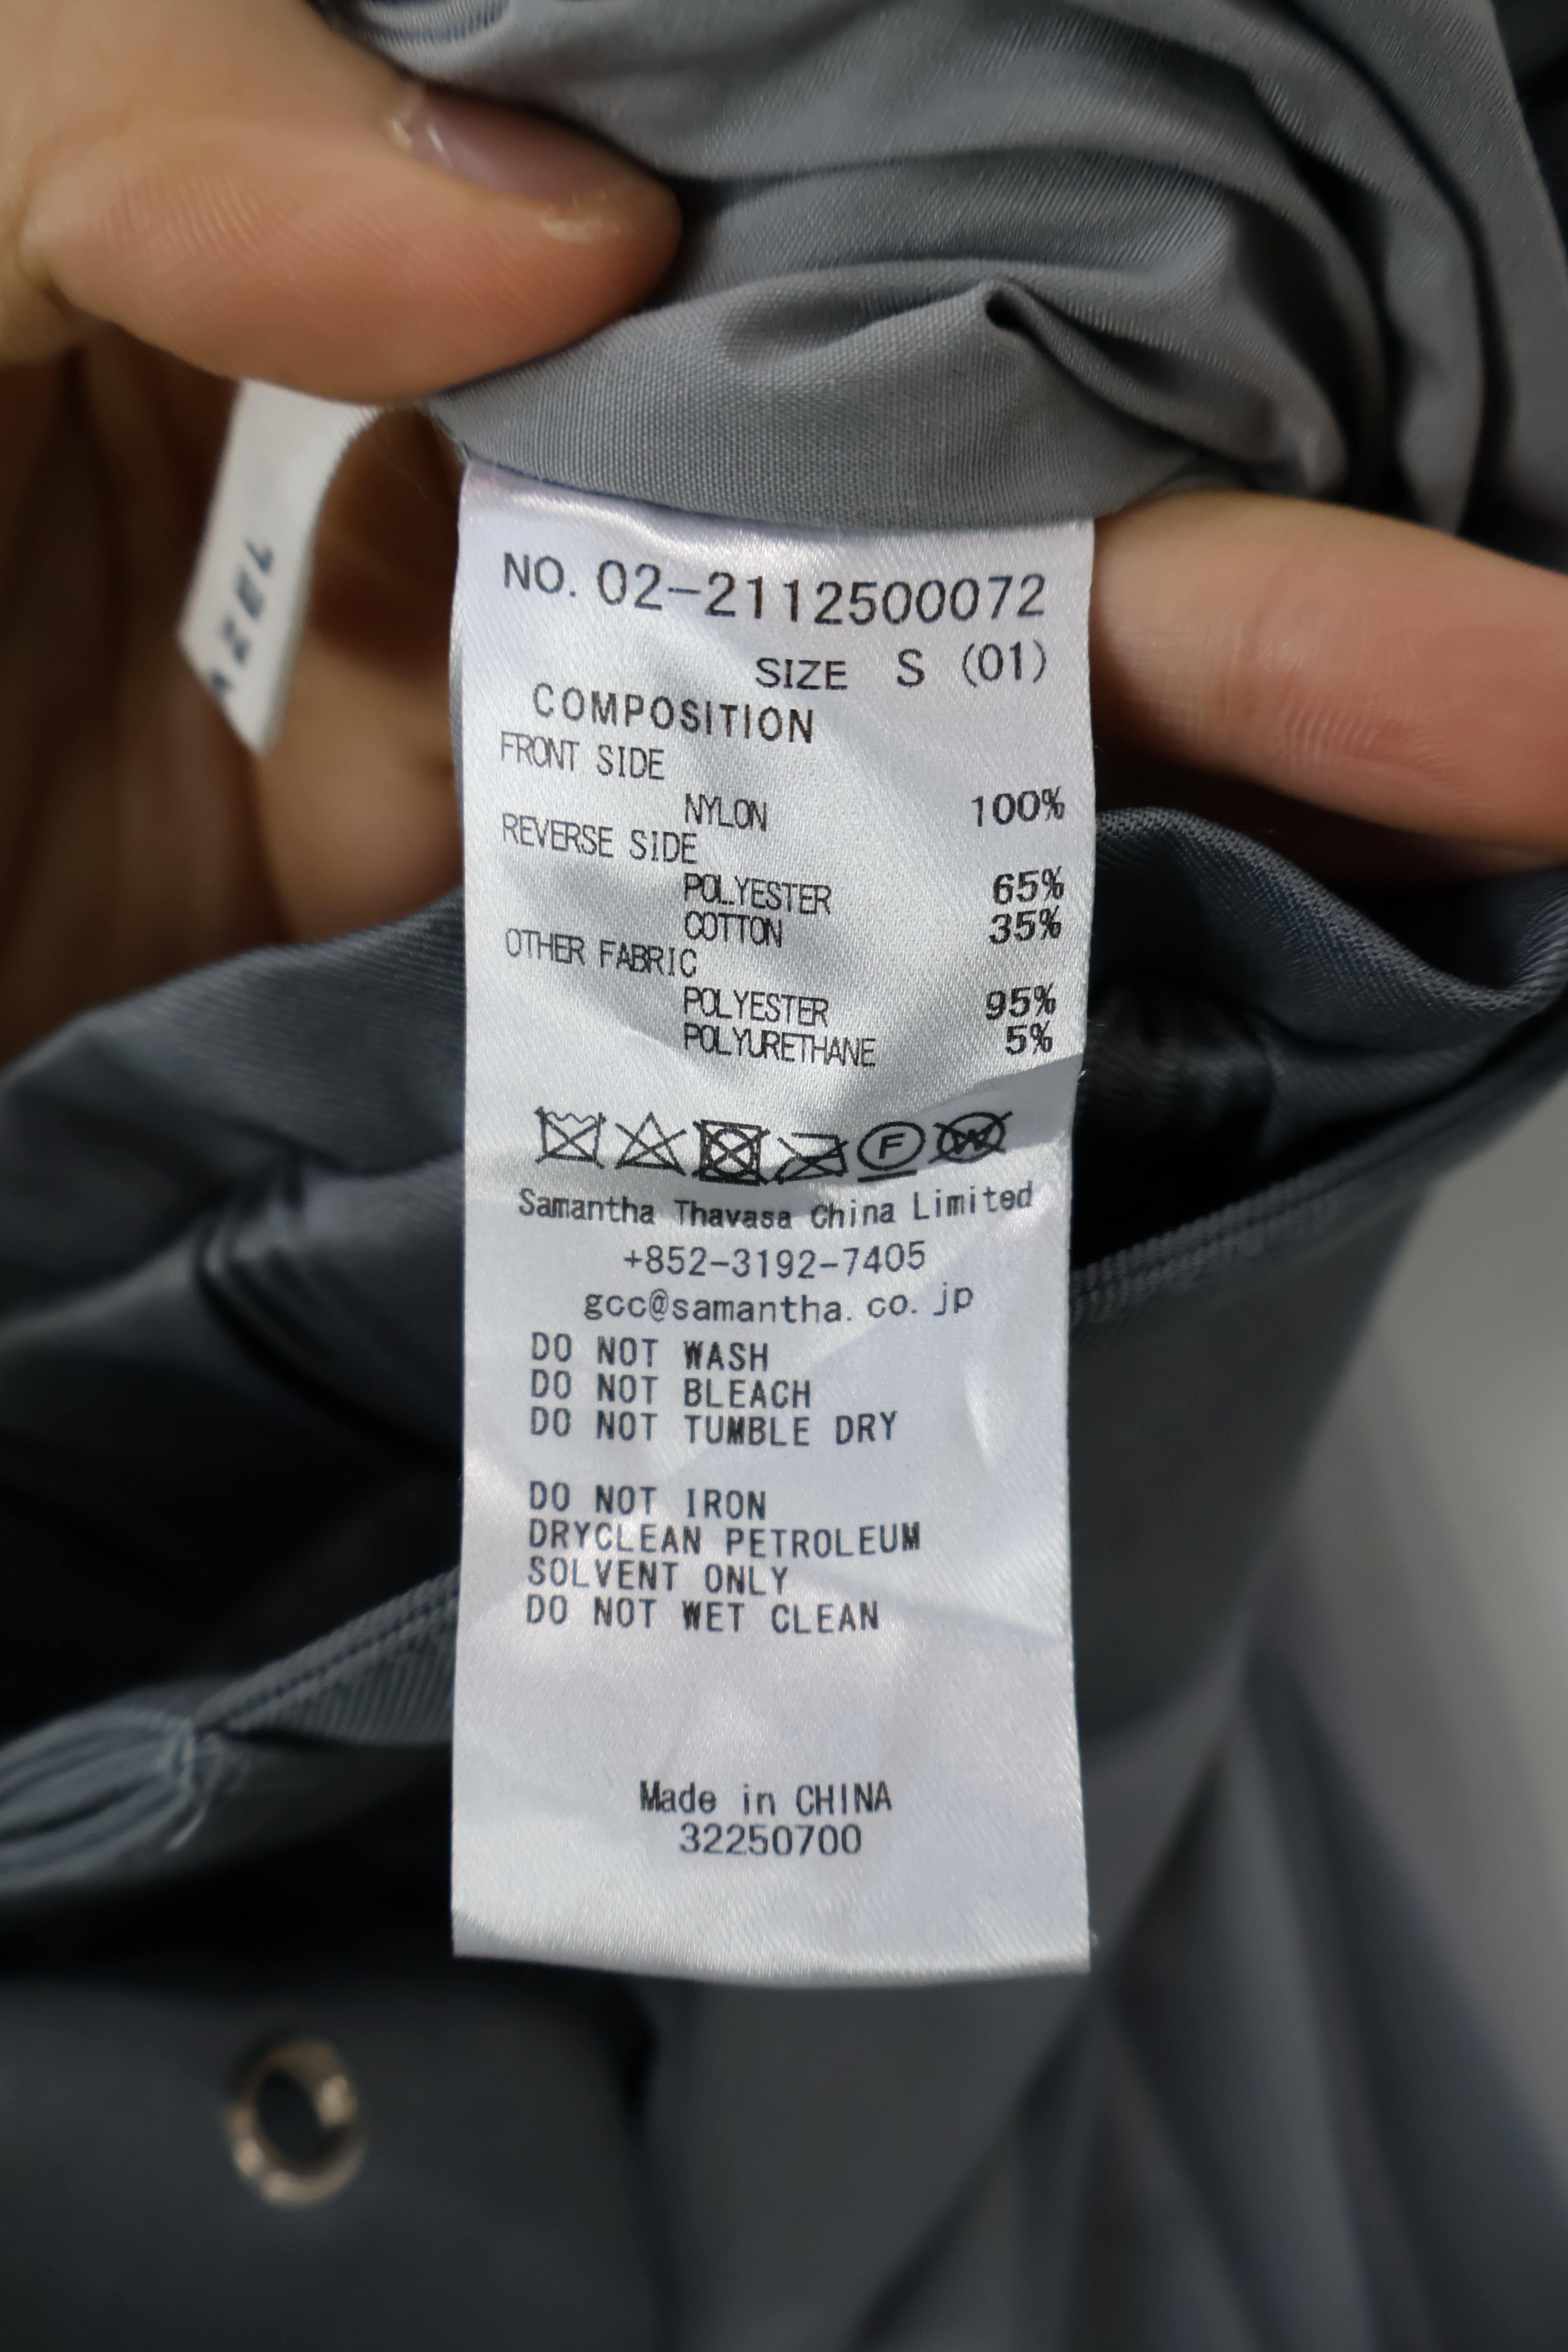 NO. 02-2112500072
SIZE S (01)
COMPOSITION
FRONT SIDE
NYLON 100%
REVERSE SIDE
POLYESTER 65%
COTTON 35%
OTHER FABRIC
POLYESTER 95%
POLYURETHANE 5%
F W
Samantha Thavasa China Limited
+852-3192-7405
gcc@samantha.co.jp
DO NOT WASH
DO NOT BLEACH
DO NOT TUMBLE DRY
DO NOT IRON
DRYCLEAN PETROLEUM
SOLVENT ONLY
DO NOT WET CLEAN
Made in CHINA
32250700